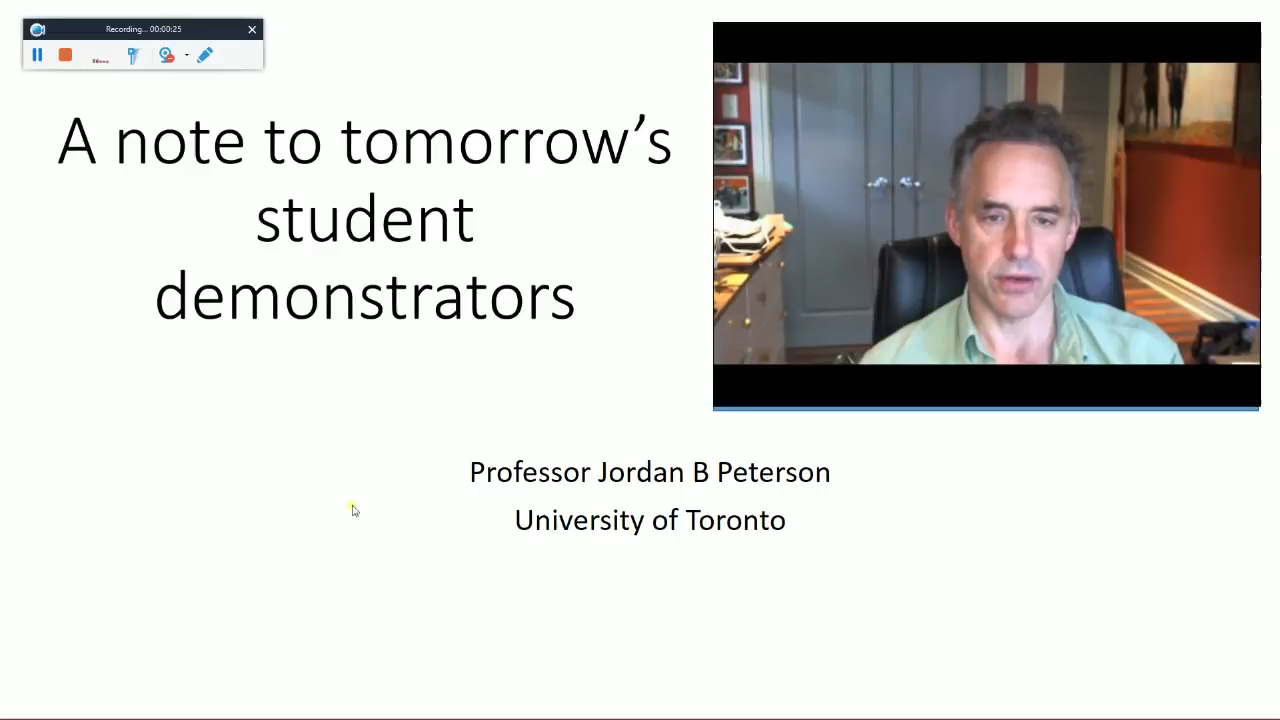 Recording... 00:00:25
A note to tomorrow’s
student
demonstrators
Professor Jordan B Peterson
University of Toronto